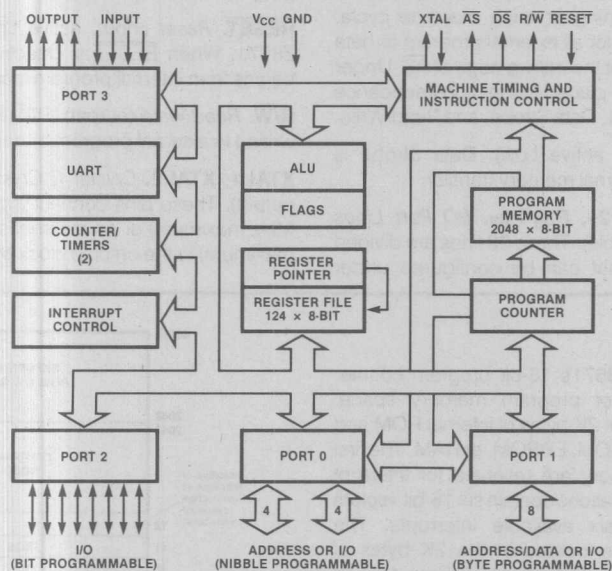 OUTPUT INPUT VCC GND XTAL AS DS R/W RESET
PORT 3
MACHINE TIMING AND
INSTRUCTION CONTROL
UART
ALU
FLAGS
PROGRAM
MEMORY
2048 × 8-BIT
COUNTER/
TIMERS
(2)
REGISTER
POINTER
INTERRUPT
CONTROL
REGISTER FILE
124 × 8-BIT
PROGRAM
COUNTER
PORT 2
PORT 0
PORT 1
4
4
8
I/O
(BIT PROGRAMMABLE)
ADDRESS OR I/O
(NIBBLE PROGRAMMABLE)
ADDRESS/DATA OR I/O
(BYTE PROGRAMMABLE)